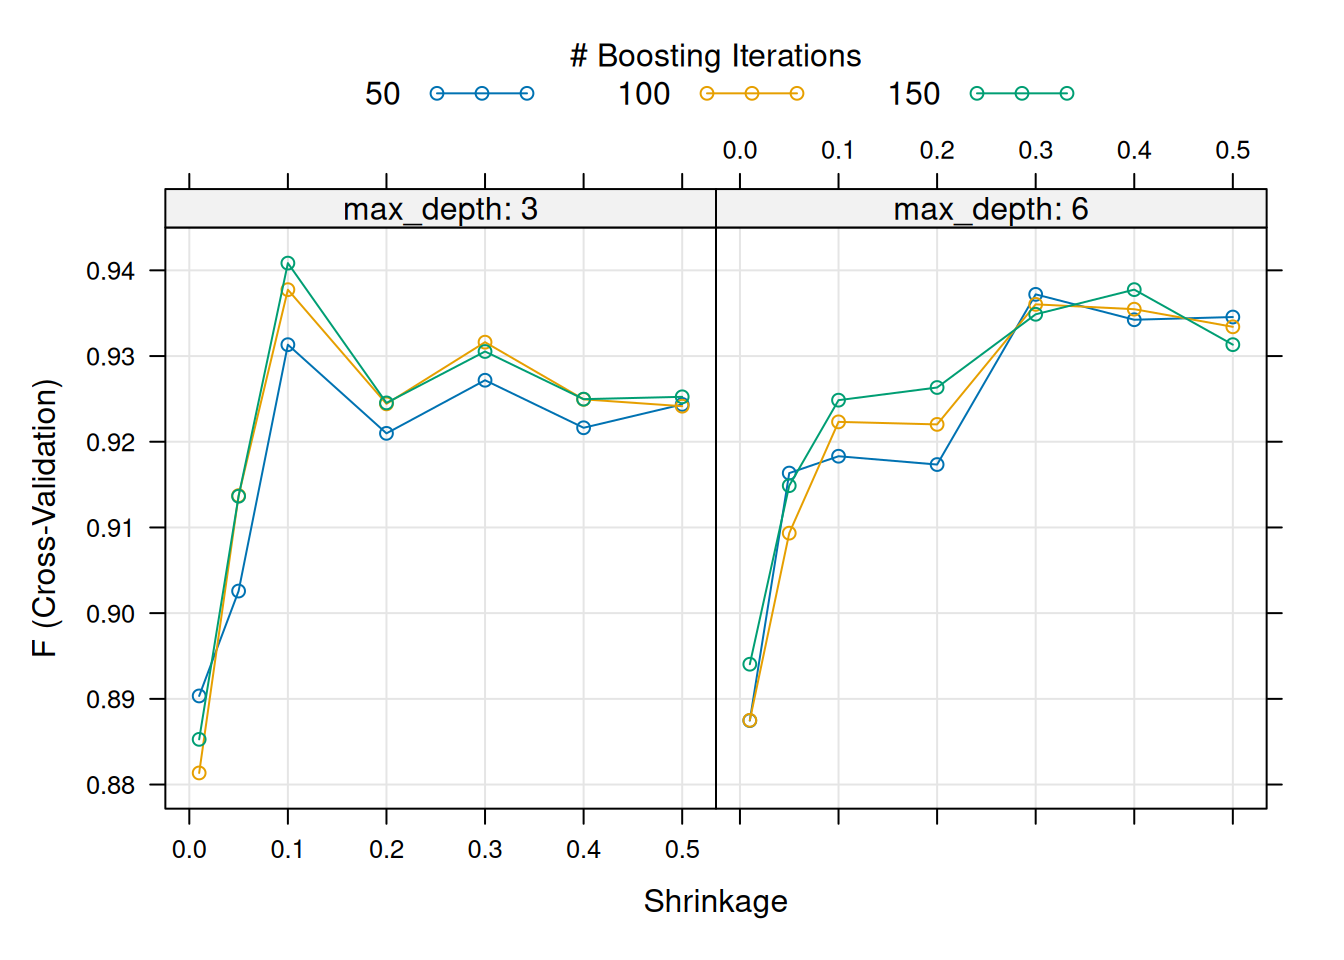 # Boosting Iterations
50 100 150
0.0 0.1 0.2 0.3 0.4 0.5
max_depth: 3 max_depth: 6
0.94
0.93
0.92
0.91
0.90
0.89
0.88
F (Cross-Validation)
0.0 0.1 0.2 0.3 0.4 0.5
Shrinkage